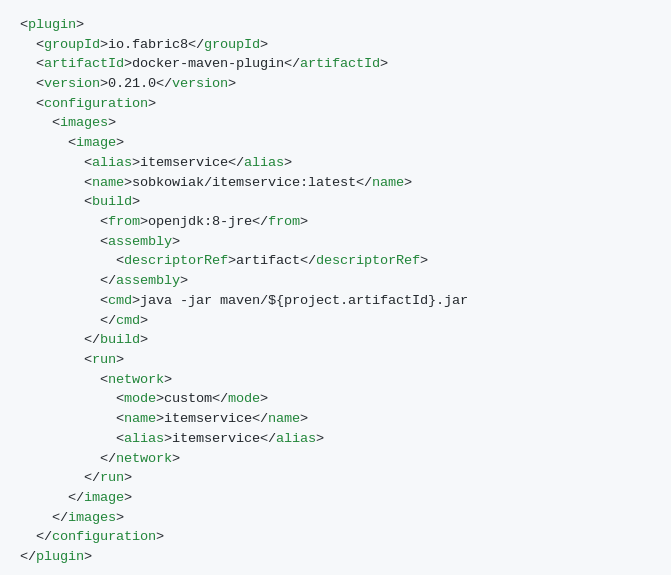 <plugin>
  <groupId>io.fabric8</groupId>
  <artifactId>docker-maven-plugin</artifactId>
  <version>0.21.0</version>
  <configuration>
    <images>
      <image>
        <alias>itemservice</alias>
        <name>sobkowiak/itemservice:latest</name>
        <build>
          <from>openjdk:8-jre</from>
          <assembly>
            <descriptorRef>artifact</descriptorRef>
          </assembly>
          <cmd>java -jar maven/${project.artifactId}.jar
          </cmd>
        </build>
        <run>
          <network>
            <mode>custom</mode>
            <name>itemservice</name>
            <alias>itemservice</alias>
          </network>
        </run>
      </image>
    </images>
  </configuration>
</plugin>